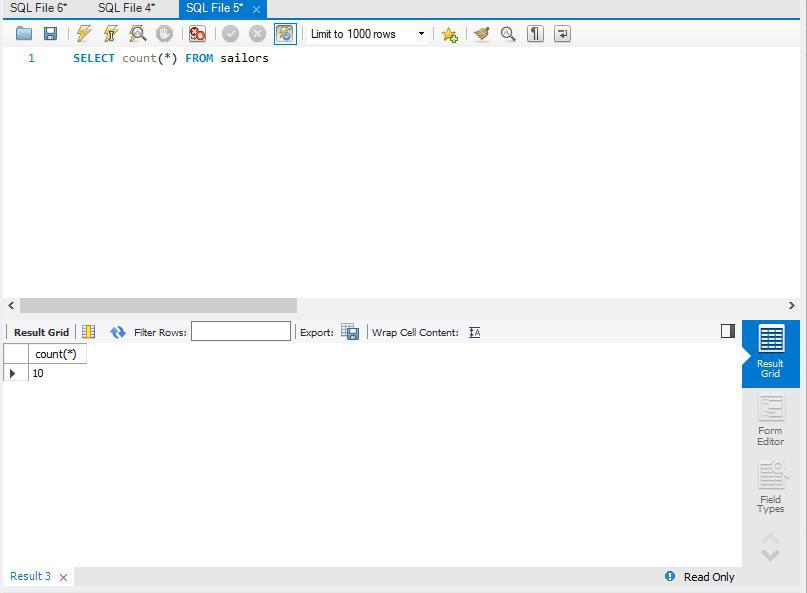 SQL File 6* SQL File 4* SQL File 5*
Limit to 1000 rows
1 SELECT count(*) FROM sailors
Result Grid Filter Rows: Export: Wrap Cell Content: IA
count(*)
10
Result
Grid
Form
Editor
Field
Types
Result 3 Read Only